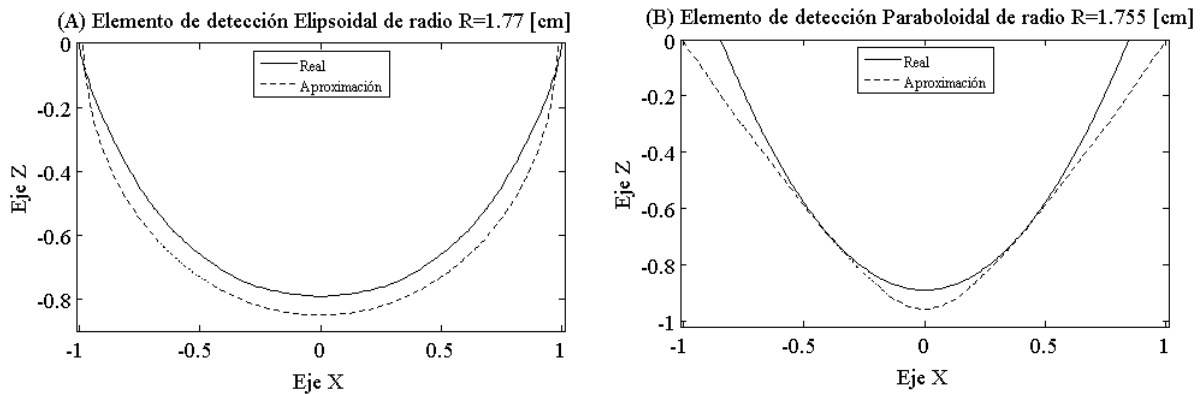 (A) Elemento de detección Elipsoidal de radio R=1.77 [cm]
0
-0.2
-0.4
-0.6
-0.8
-1
-0.5
0
0.5
1
Eje Z
Eje X
Real
Aproximación
(B) Elemento de detección Paraboloidal de radio R=1.755 [cm]
0
-0.2
-0.4
-0.6
-0.8
-1
-1
-0.5
0
0.5
1
Eje Z
Eje X
Real
Aproximación